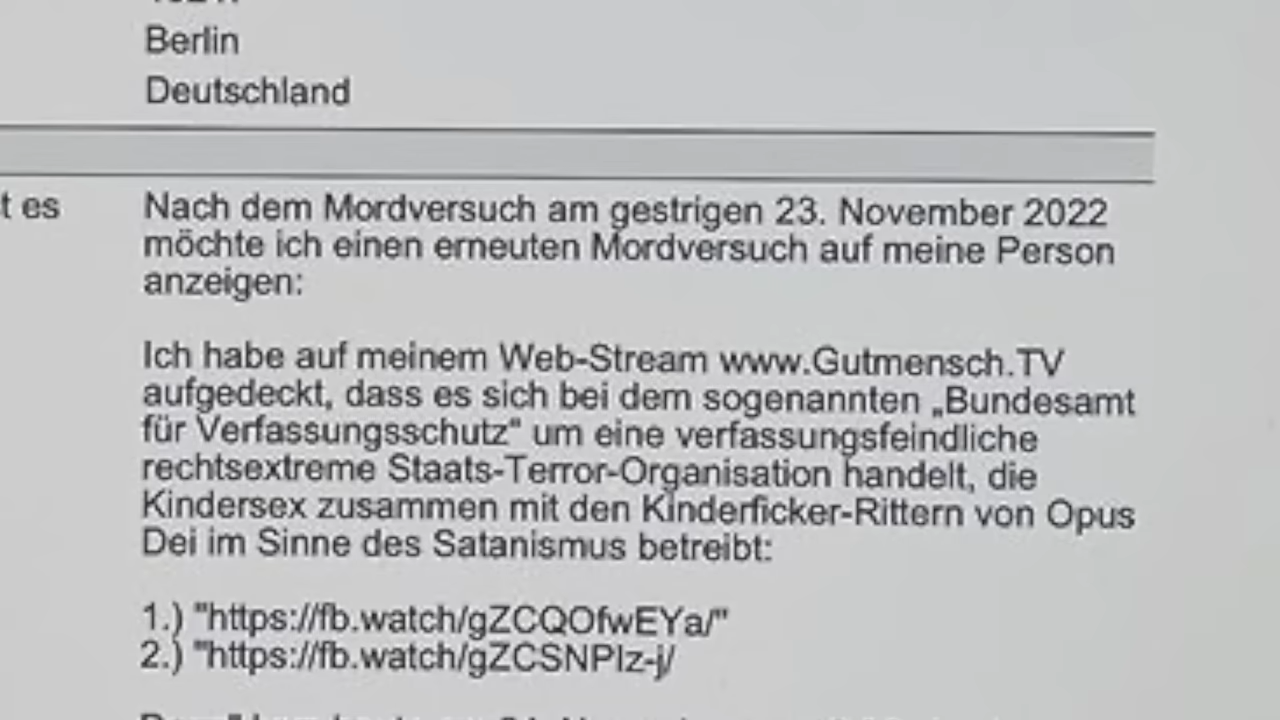 Berlin
Deutschland
t es
Nach dem Mordversuch am gestrigen 23. November 2022
möchte ich einen erneuten Mordversuch auf meine Person
anzeigen:
Ich habe auf meinem Web-Stream www.Gutmensch.TV
aufgedeckt, dass es sich bei dem sogenannten „Bundesamt
für Verfassungsschutz" um eine verfassungsfeindliche
rechtsextreme Staats-Terror-Organisation handelt, die
Kindersex zusammen mit den Kinderficker-Rittern von Opus
Dei im Sinne des Satanismus betreibt:
1.) "https://fb.watch/gZCQOfwEYa/"
2.) "https://fb.watch/gZCSNPIz-j/